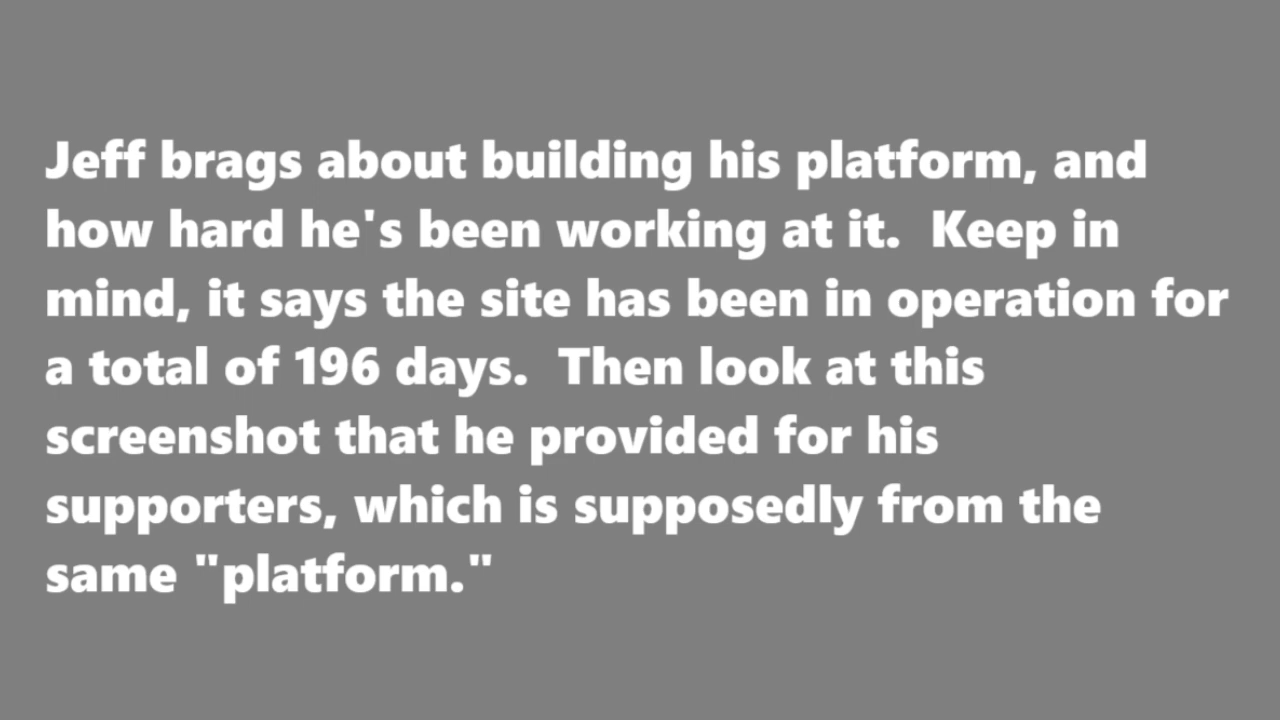 Jeff brags about building his platform, and
how hard he's been working at it.  Keep in
mind, it says the site has been in operation for
a total of 196 days.  Then look at this
screenshot that he provided for his
supporters, which is supposedly from the
same "platform."